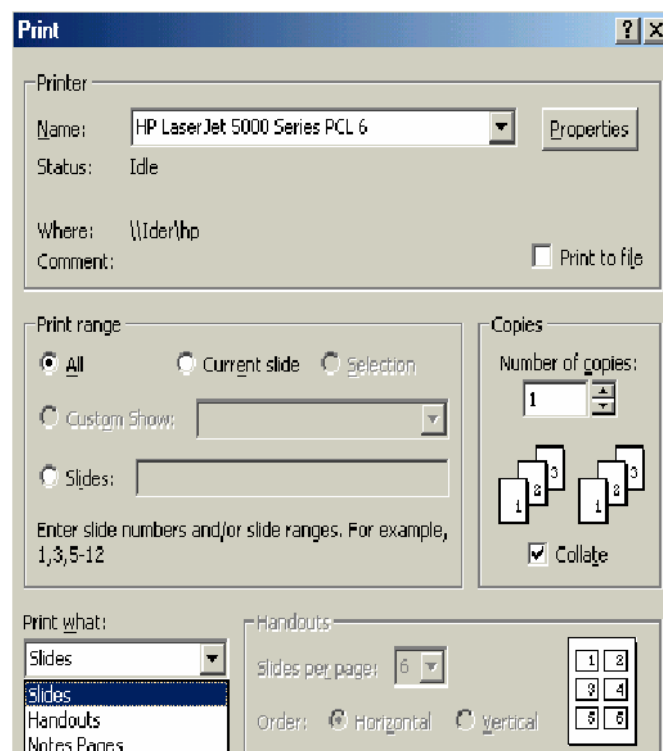 Print
Printer
Name: HP LaserJet 5000 Series PCL 6 Properties
Status: Idle
Where: \\Ider\hp
Comment: Print to file
Print range
All Current slide Selection
Custom Show:
Slides:
Enter slide numbers and/or slide ranges. For example,
1,3,5-12
Copies
Number of copies:
1
1 2 3 1 2 3
Collate
Print what:
Slides
Slides
Handouts
Notes Pages
Handouts
Slides per page: 6
Order: Horizontal Vertical
1 2
3 4
5 6